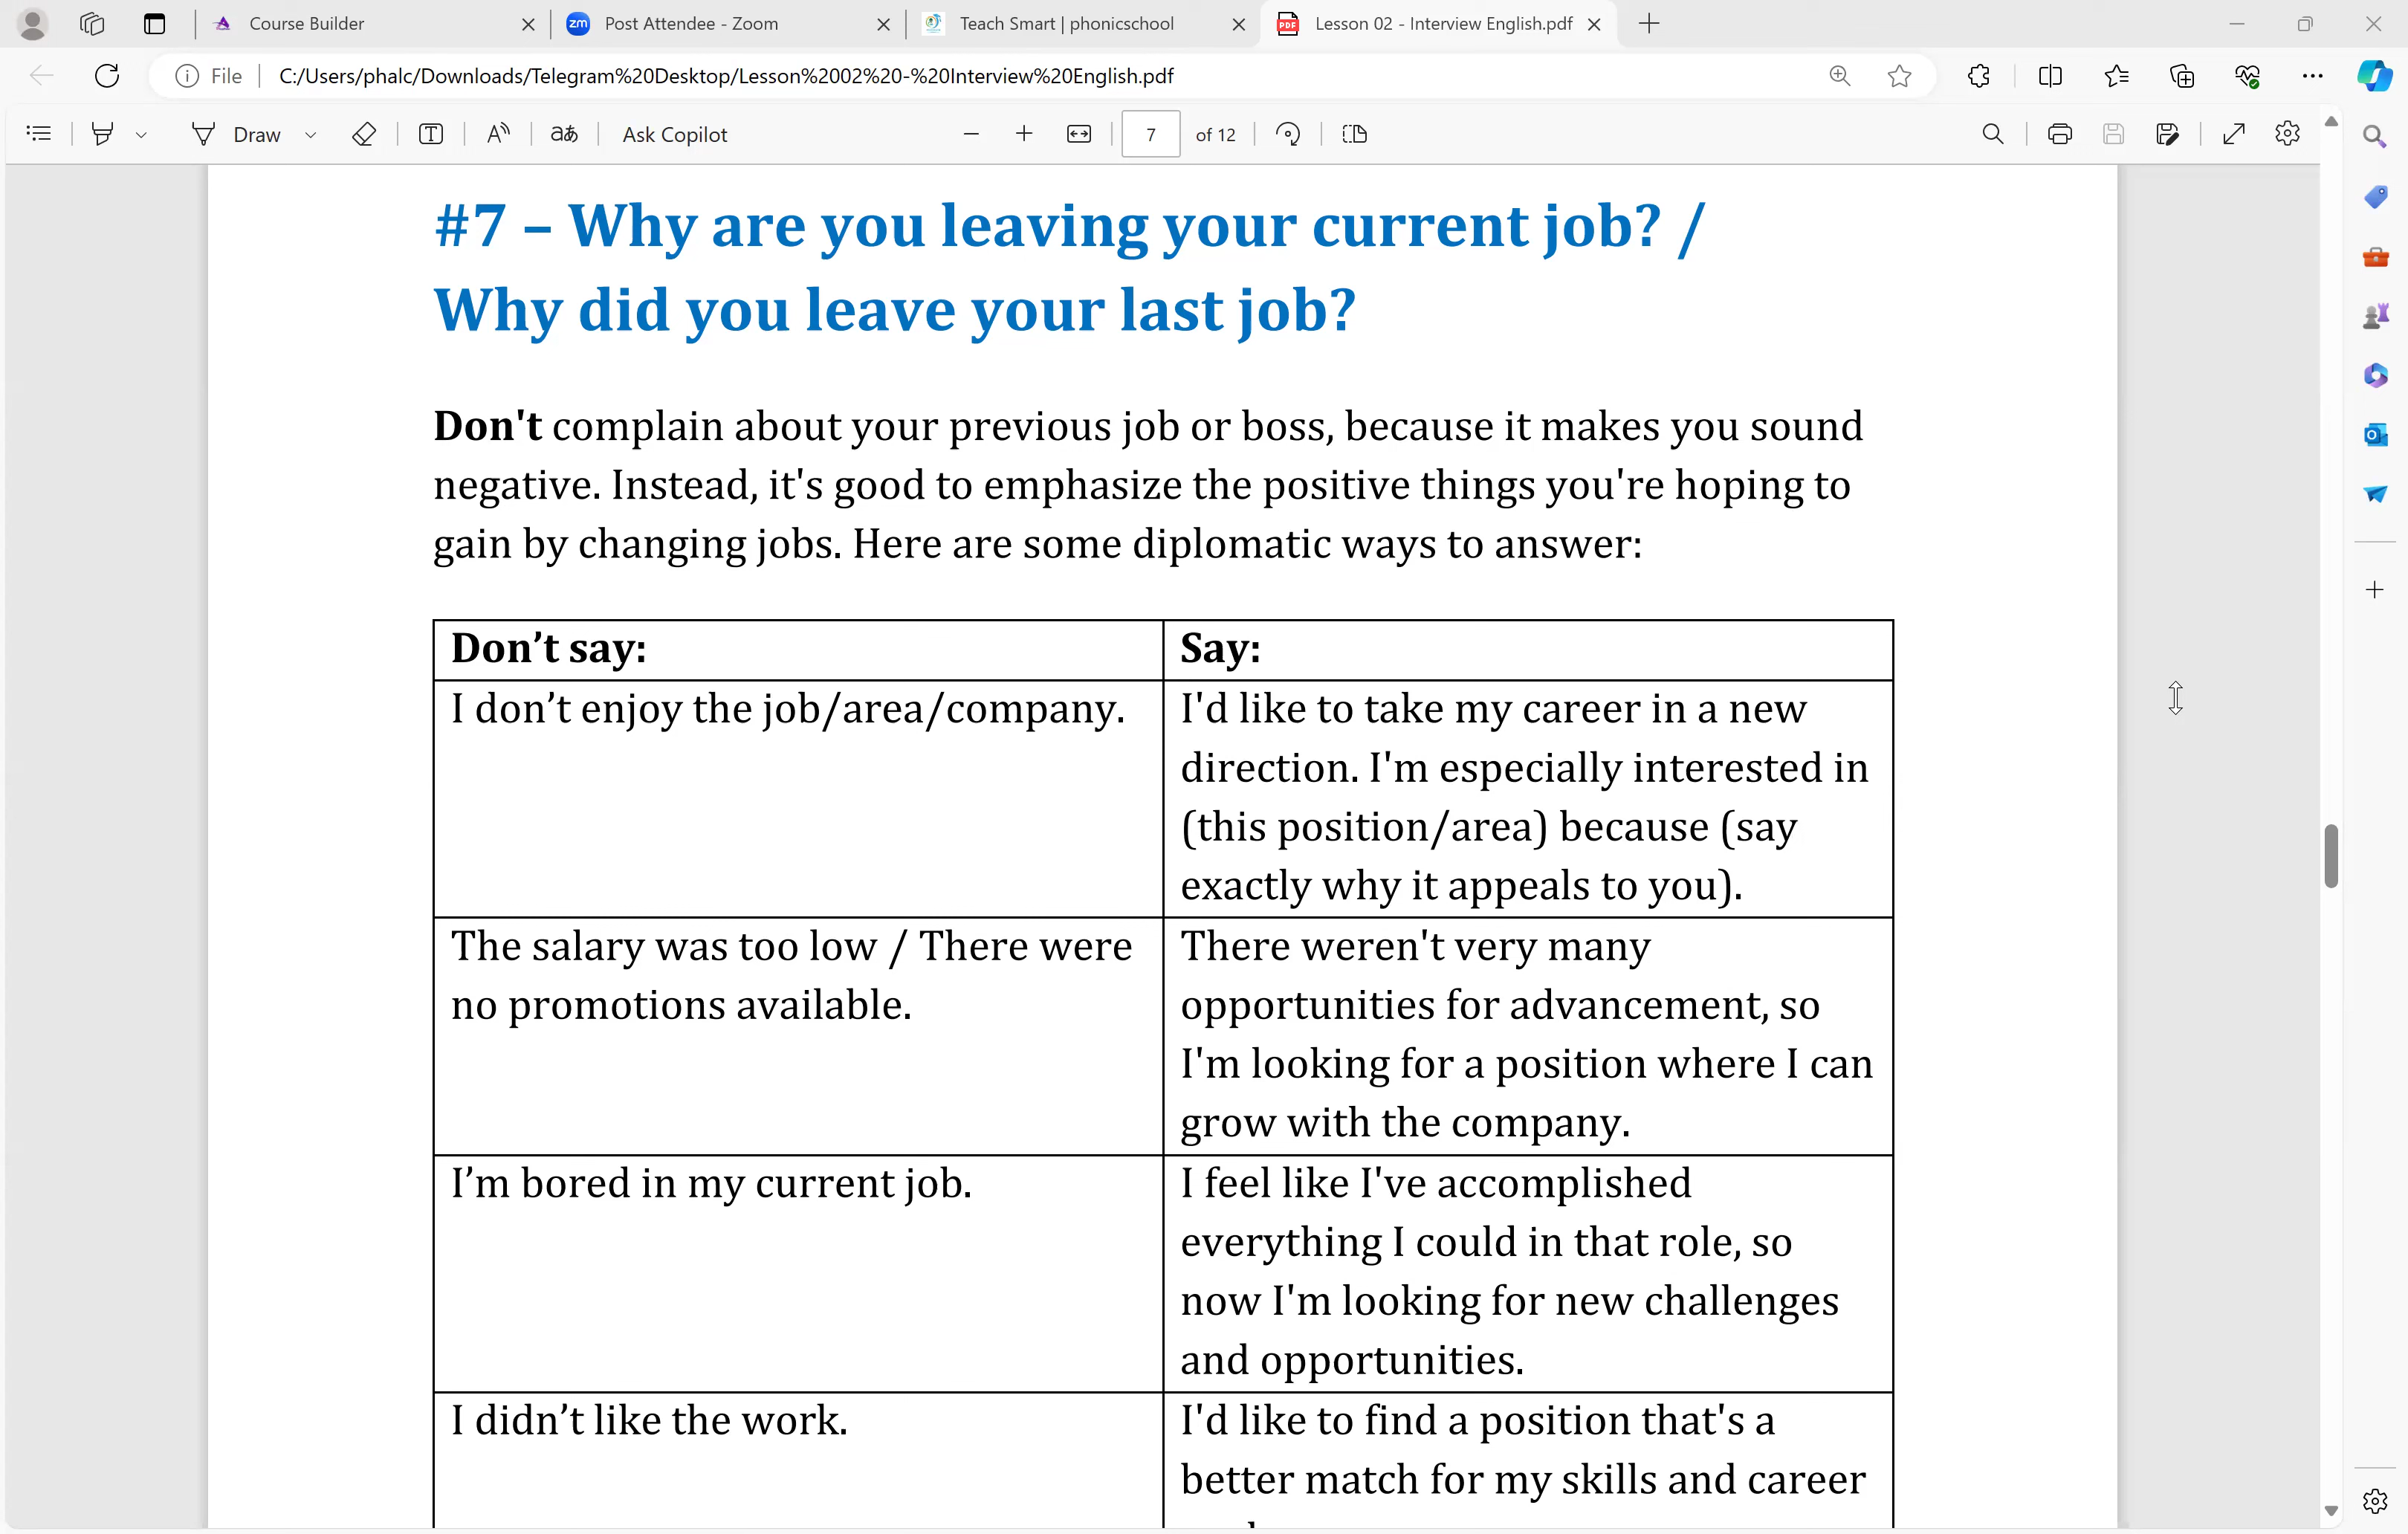 Course Builder
Post Attendee - Zoom
Teach Smart | phonicschool
Lesson 02 - Interview English.pdf
File
C:/Users/phalc/Downloads/Telegram%20Desktop/Lesson%2002%20-%20Interview%20English.pdf
Draw
Ask Copilot
7
of 12
#7 – Why are you leaving your current job? /
Why did you leave your last job?
Don't complain about your previous job or boss, because it makes you sound
negative. Instead, it's good to emphasize the positive things you're hoping to
gain by changing jobs. Here are some diplomatic ways to answer:
Don’t say:
Say:
I don’t enjoy the job/area/company.
I'd like to take my career in a new
direction. I'm especially interested in
(this position/area) because (say
exactly why it appeals to you).
The salary was too low / There were
no promotions available.
There weren't very many
opportunities for advancement, so
I'm looking for a position where I can
grow with the company.
I’m bored in my current job.
I feel like I've accomplished
everything I could in that role, so
now I'm looking for new challenges
and opportunities.
I didn’t like the work.
I'd like to find a position that's a
better match for my skills and career